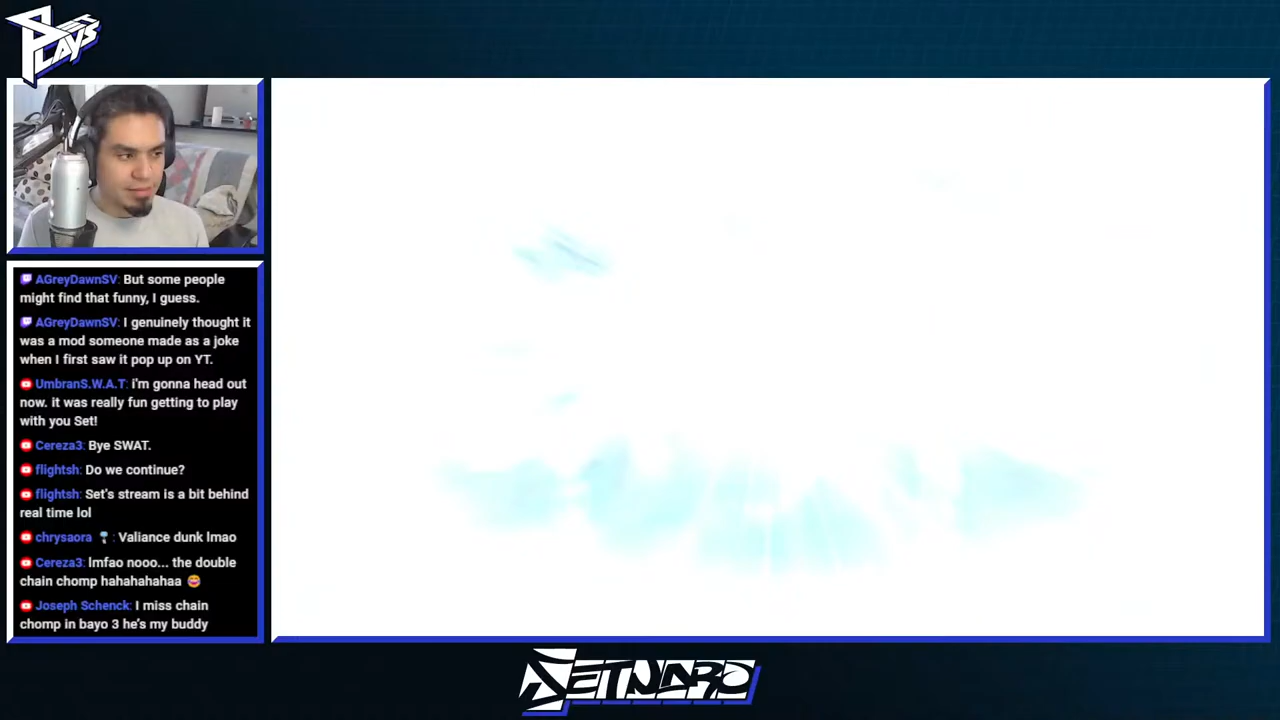 SET
PLAYS
AGreyDawnSV: But some people
might find that funny, I guess.
AGreyDawnSV: I genuinely thought it
was a mod someone made as a joke
when I first saw it pop up on YT.
UmbranS.W.A.T: i'm gonna head out
now. it was really fun getting to play
with you Set!
Cereza3: Bye SWAT.
flightsh: Do we continue?
flightsh: Set's stream is a bit behind
real time lol
chrysaora : Valiance dunk lmao
Cereza3: lmfao nooo... the double
chain chomp hahahahahaa 😂
Joseph Schenck: I miss chain
chomp in bayo 3 he's my buddy
SETNARO